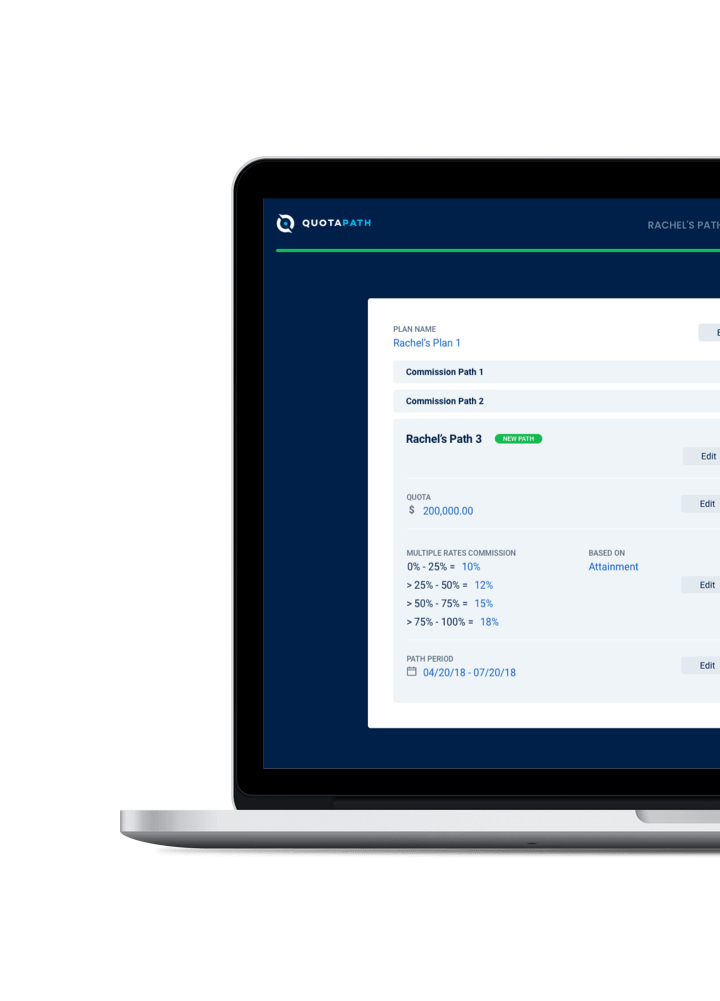 QUOTAPATH
RACHEL'S PATH
PLAN NAME
Rachel's Plan 1
Commission Path 1
Commission Path 2
Rachel's Path 3 NEW PATH
Edit
QUOTA
$ 200,000.00
Edit
MULTIPLE RATES COMMISSION BASED ON
0% - 25% = 10% Attainment
> 25% - 50% = 12%
Edit
> 50% - 75% = 15%
> 75% - 100% = 18%
PATH PERIOD
04/20/18 - 07/20/18
Edit